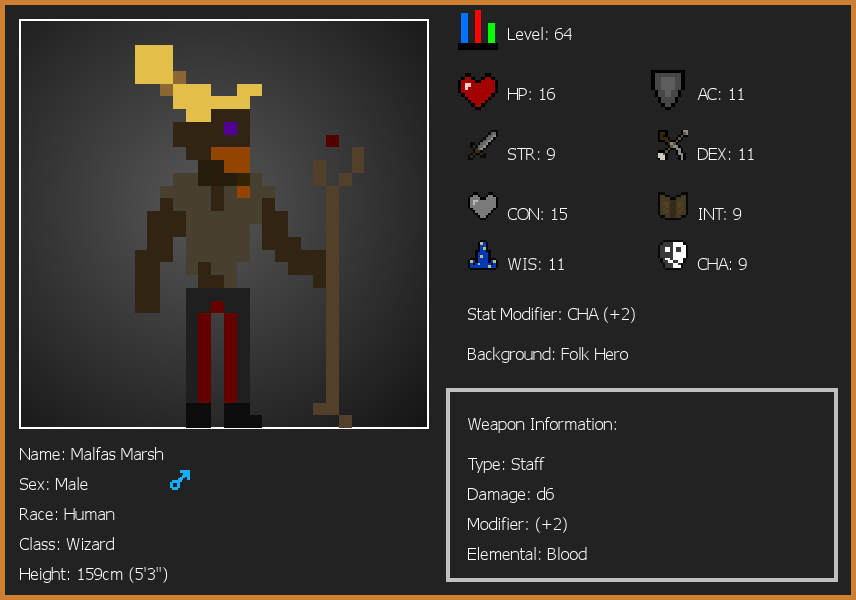 Level: 64
HP: 16
AC: 11
STR: 9
DEX: 11
CON: 15
INT: 9
WIS: 11
CHA: 9
Stat Modifier: CHA (+2)
Background: Folk Hero
Weapon Information:
Type: Staff
Damage: d6
Modifier: (+2)
Elemental: Blood
Name: Malfas Marsh
Sex: Male
Race: Human
Class: Wizard
Height: 159cm (5'3")